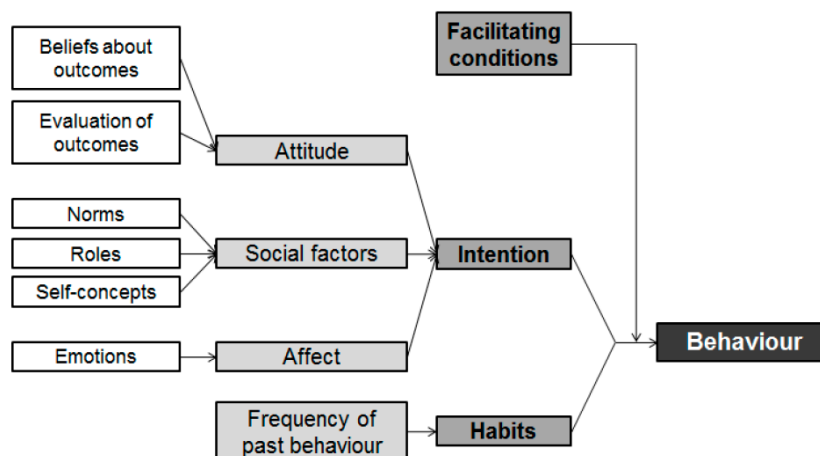 Beliefs about
outcomes
Evaluation of
outcomes
Norms
Roles
Self-concepts
Emotions
Attitude
Social factors
Affect
Frequency of
past behaviour
Facilitating
conditions
Intention
Habits
Behaviour